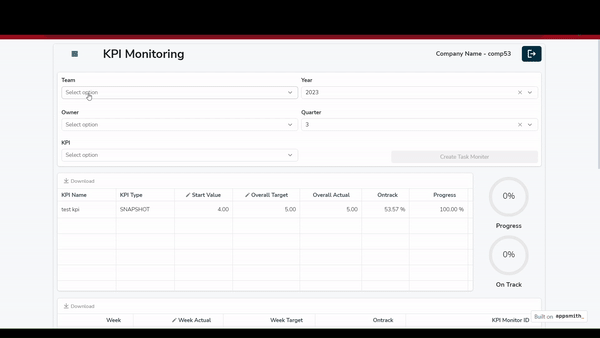 KPI Monitoring
Company Name - comp53
Team
Select option
Year
2023
Owner
Select option
Quarter
3
KPI
Select option
Create Task Monitor
Download
KPI Name KPI Type Start Value Overall Target Overall Actual Ontrack Progress
test kpi SNAPSHOT 4.00 5.00 5.00 53.57 % 100.00 %
0%
Progress
0%
On Track
Download
Week Week Actual Week Target Ontrack KPI Monitor ID
Built on appsmith_